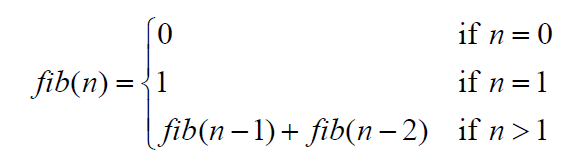 0 if n = 0
fib(n) = { 1 if n = 1
fib(n − 1) + fib(n − 2) if n > 1